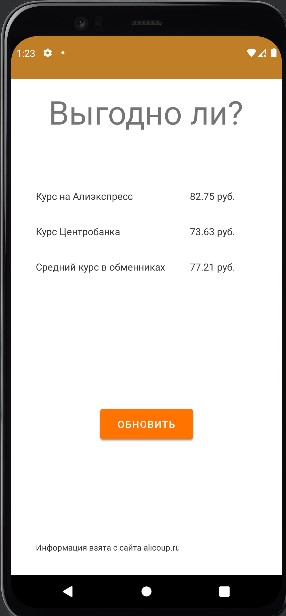 1:23
Выгодно ли?
Курс на Алиэкспресс 82.75 руб.
Курс Центробанка 73.63 руб.
Средний курс в обменниках 77.21 руб.
ОБНОВИТЬ
Информация взята с сайта alicoup.ru